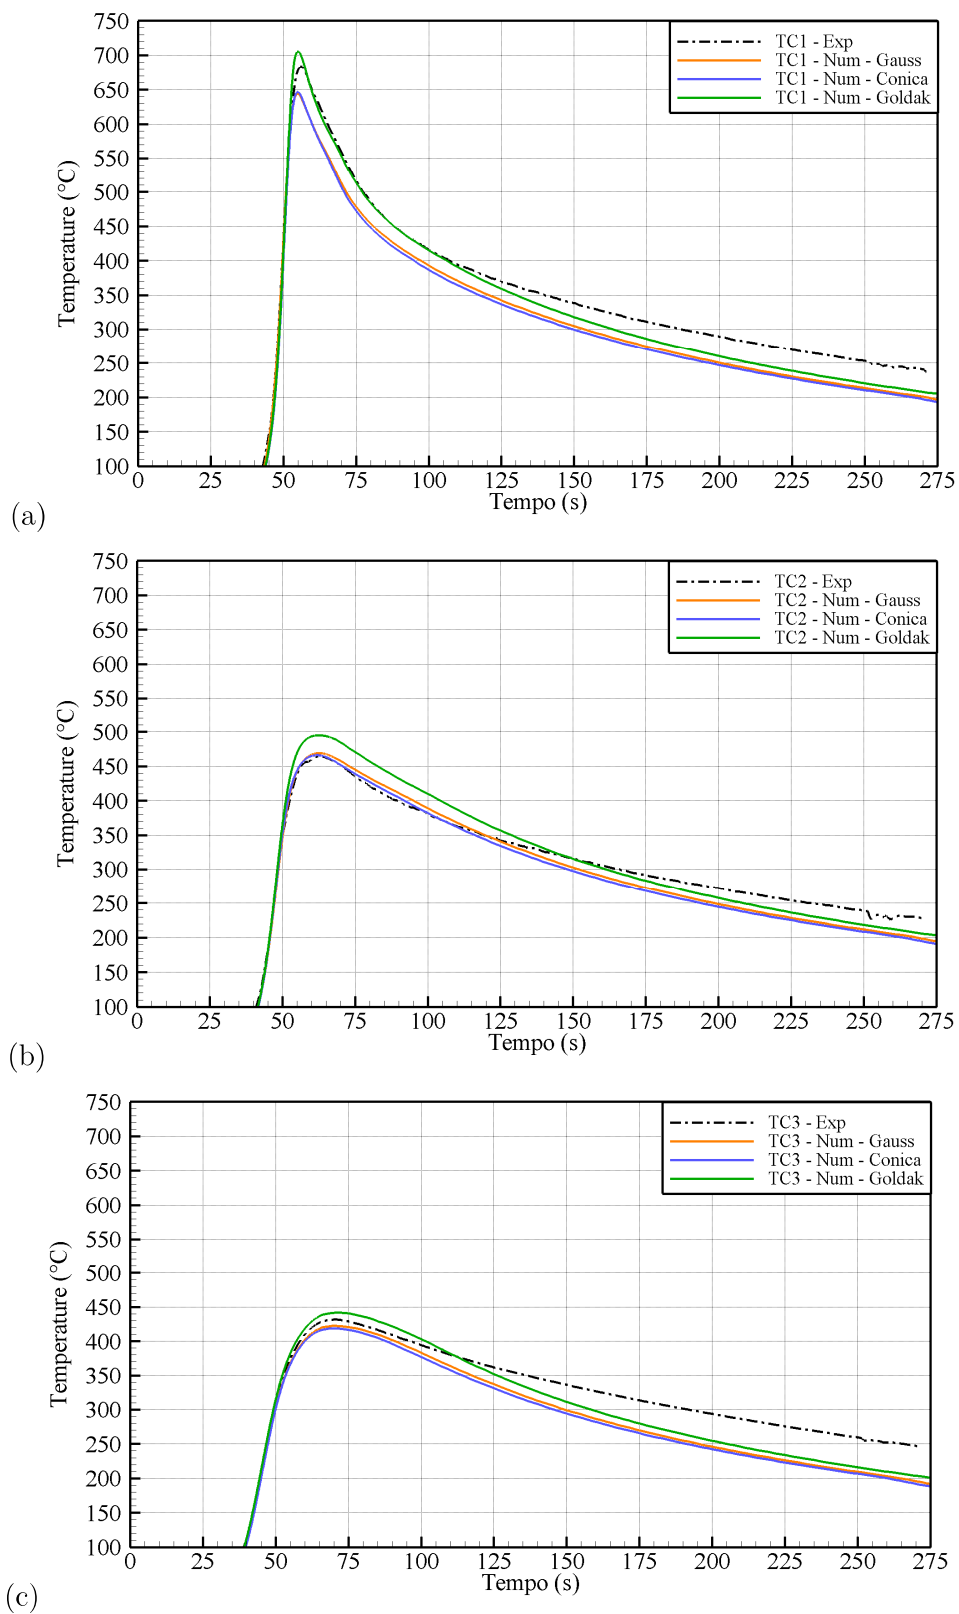 750
700
650
600
550
500
450
400
350
300
250
200
150
100
Temperature (°C)
TC1 - Exp
TC1 - Num - Gauss
TC1 - Num - Conica
TC1 - Num - Goldak
0 25 50 75 100 125 150 175 200 225 250 275
Tempo (s)
(a)
750
700
650
600
550
500
450
400
350
300
250
200
150
100
Temperature (°C)
TC2 - Exp
TC2 - Num - Gauss
TC2 - Num - Conica
TC2 - Num - Goldak
0 25 50 75 100 125 150 175 200 225 250 275
Tempo (s)
(b)
750
700
650
600
550
500
450
400
350
300
250
200
150
100
Temperature (°C)
TC3 - Exp
TC3 - Num - Gauss
TC3 - Num - Conica
TC3 - Num - Goldak
0 25 50 75 100 125 150 175 200 225 250 275
Tempo (s)
(c)